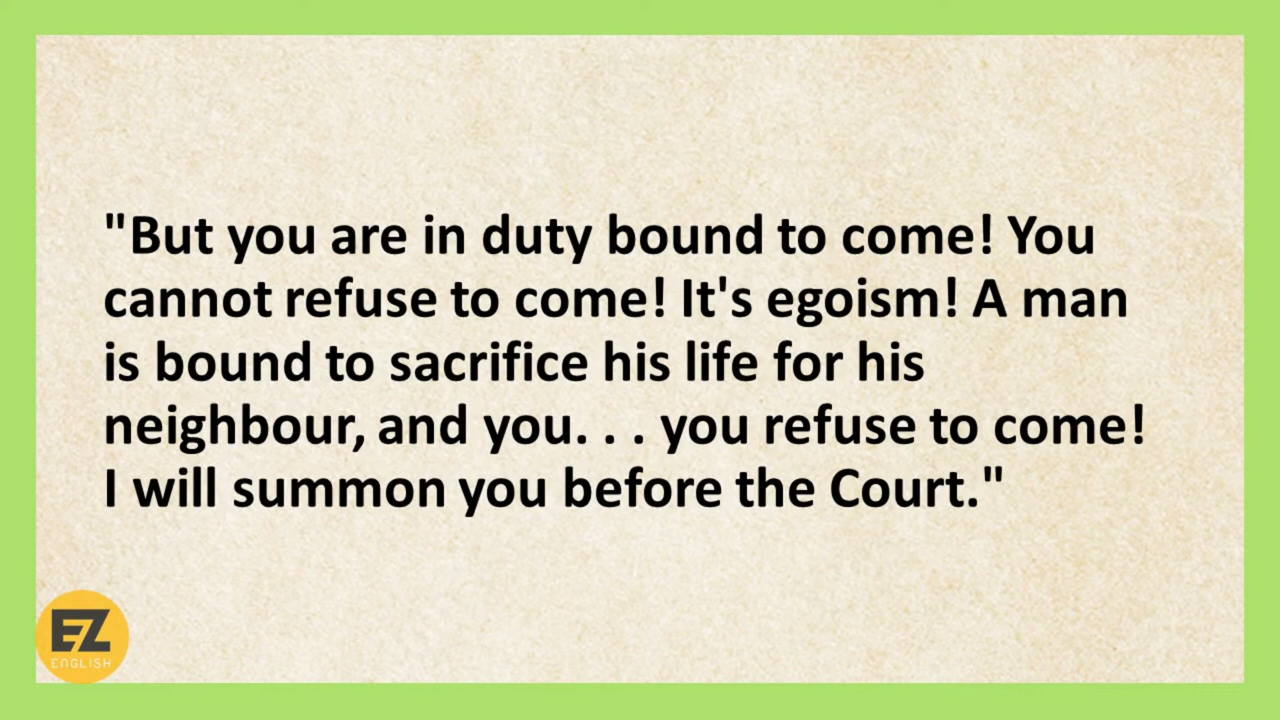 "But you are in duty bound to come! You
cannot refuse to come! It's egoism! A man
is bound to sacrifice his life for his
neighbour, and you. . . you refuse to come!
I will summon you before the Court."
EZ
ENGLISH